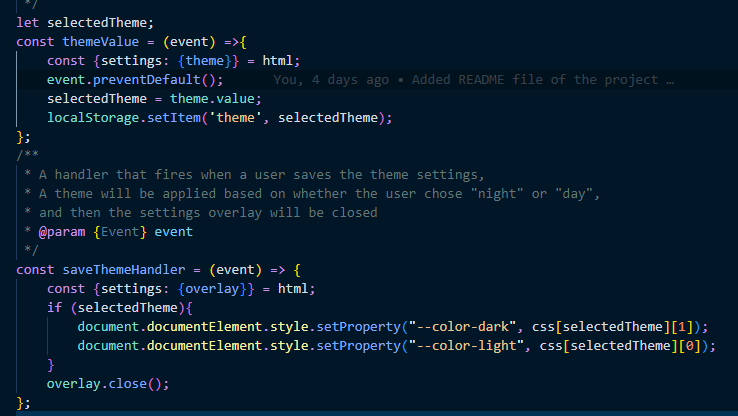 */
let selectedTheme;
const themeValue = (event) =>{
const {settings: {theme}} = html;
event.preventDefault(); You, 4 days ago • Added README file of the project …
selectedTheme = theme.value;
localStorage.setItem('theme', selectedTheme);
};
/**
* A handler that fires when a user saves the theme settings,
* A theme will be applied based on whether the user chose "night" or "day",
* and then the settings overlay will be closed
* @param {Event} event
*/
const saveThemeHandler = (event) => {
const {settings: {overlay}} = html;
if (selectedTheme){
document.documentElement.style.setProperty("--color-dark", css[selectedTheme][1]);
document.documentElement.style.setProperty("--color-light", css[selectedTheme][0]);
}
overlay.close();
};